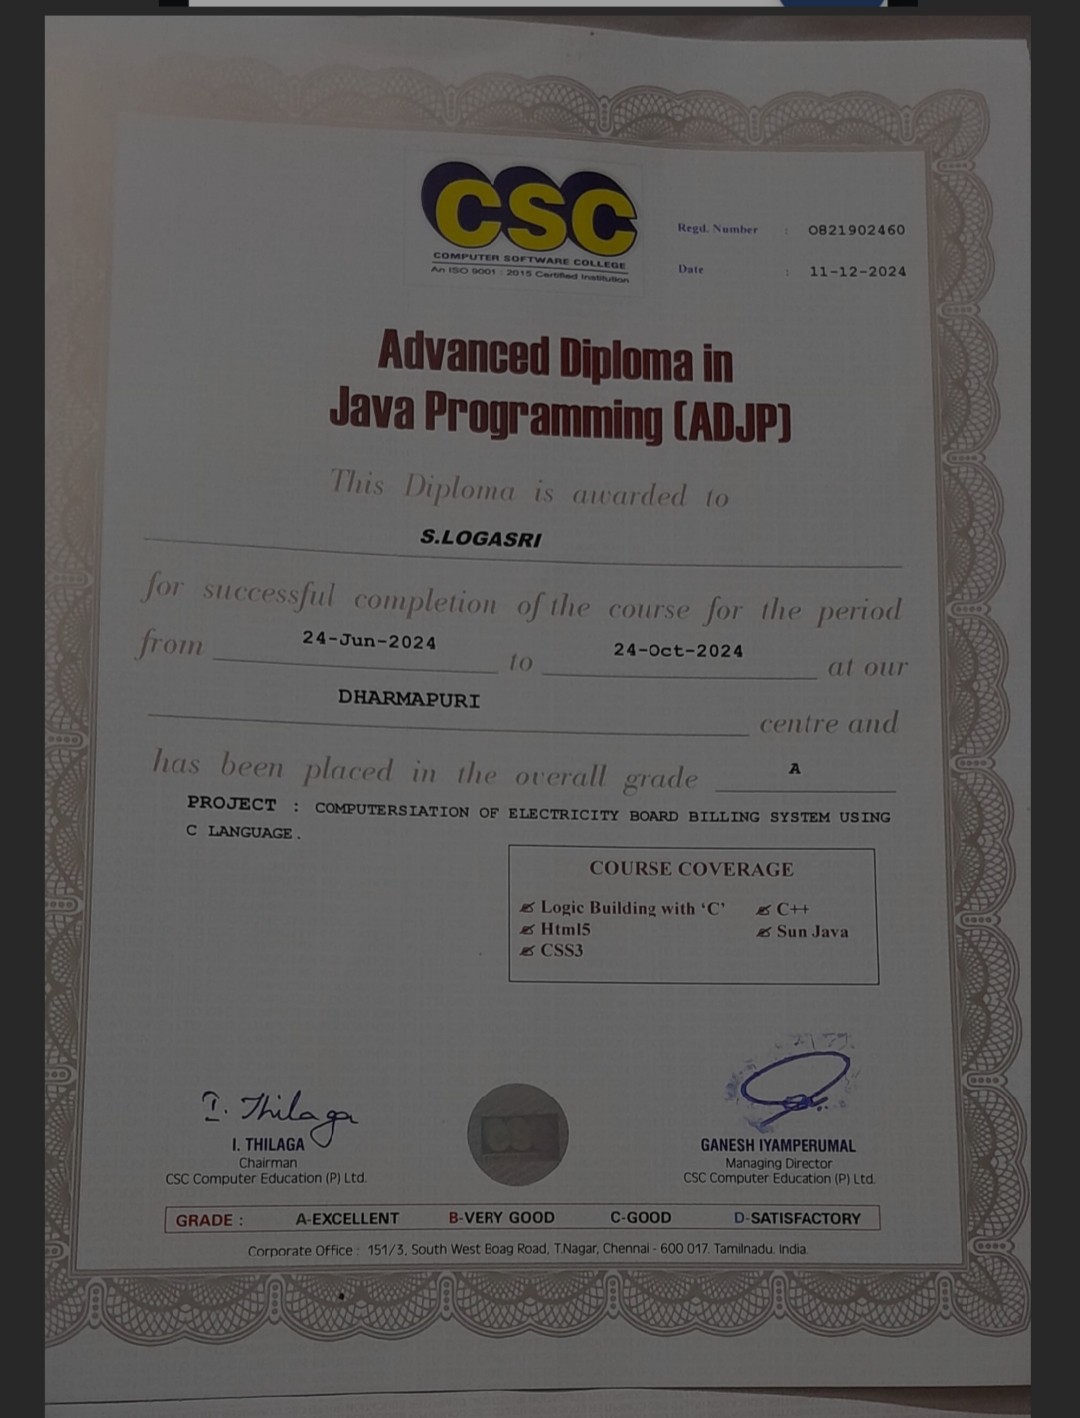 CSC
COMPUTER SOFTWARE COLLEGE
An ISO 9001 : 2015 Certified Institution
Regd. Number : 0821902460
Date : 11-12-2024
Advanced Diploma in
Java Programming (ADJP)
This Diploma is awarded to
S.LOGASRI
for successful completion of the course for the period
from 24-Jun-2024 to 24-Oct-2024 at our
DHARMAPURI centre and
has been placed in the overall grade A
PROJECT : COMPUTERSIATION OF ELECTRICITY BOARD BILLING SYSTEM USING
C LANGUAGE.
COURSE COVERAGE
Logic Building with ‘C’ C++
Html5 Sun Java
CSS3
I. Thilaga
I. THILAGA GANESH IYAMPERUMAL
Chairman Managing Director
CSC Computer Education (P) Ltd. CSC Computer Education (P) Ltd.
CSC
GRADE : A-EXCELLENT B-VERY GOOD C-GOOD D-SATISFACTORY
Corporate Office : 151/3, South West Boag Road, T.Nagar, Chennai - 600 017. Tamilnadu. India.